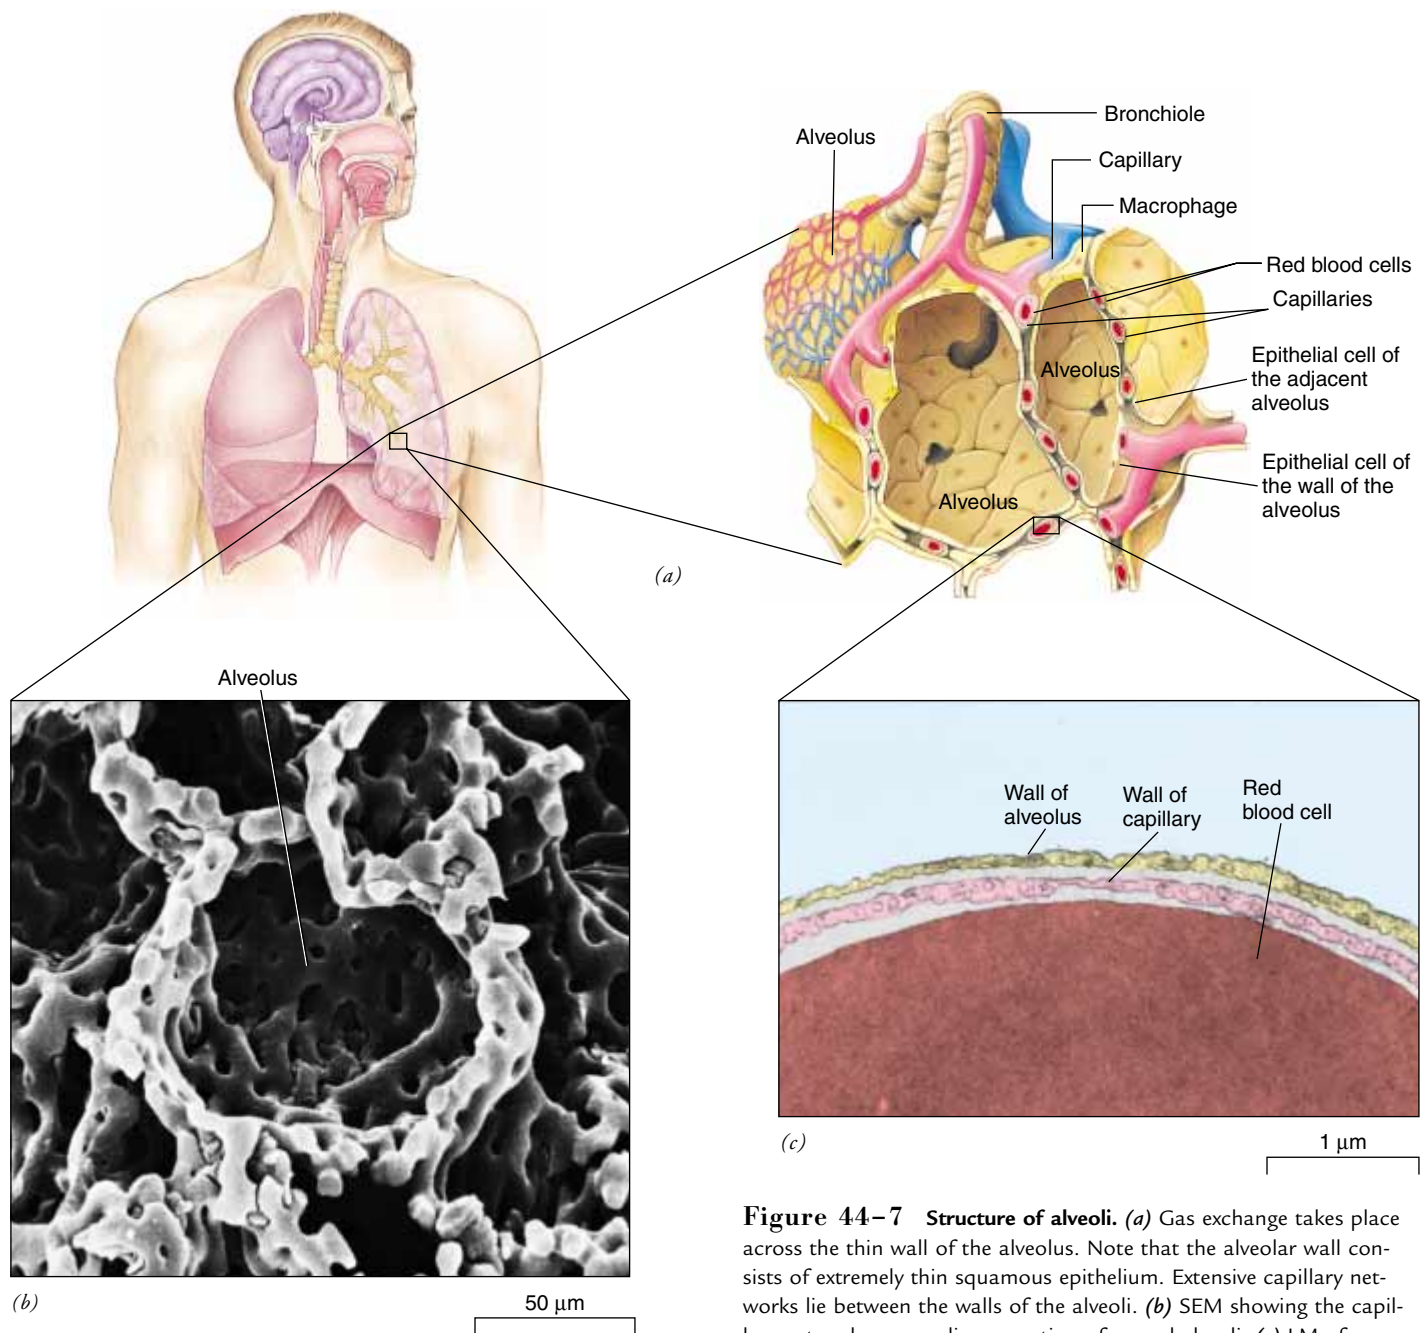 Bronchiole
Alveolus
Capillary
Macrophage
Red blood cells
Capillaries
Alveolus
Epithelial cell of
the adjacent
alveolus
Epithelial cell of
the wall of the
alveolus
Alveolus
(a)
Alveolus
Wall of
alveolus
Wall of
capillary
Red
blood cell
(c)
1 μm
(b)
50 μm
Figure 44–7 Structure of alveoli. (a) Gas exchange takes place
across the thin wall of the alveolus. Note that the alveolar wall con-
sists of extremely thin squamous epithelium. Extensive capillary net-
works lie between the walls of the alveoli. (b) SEM showing the capil-